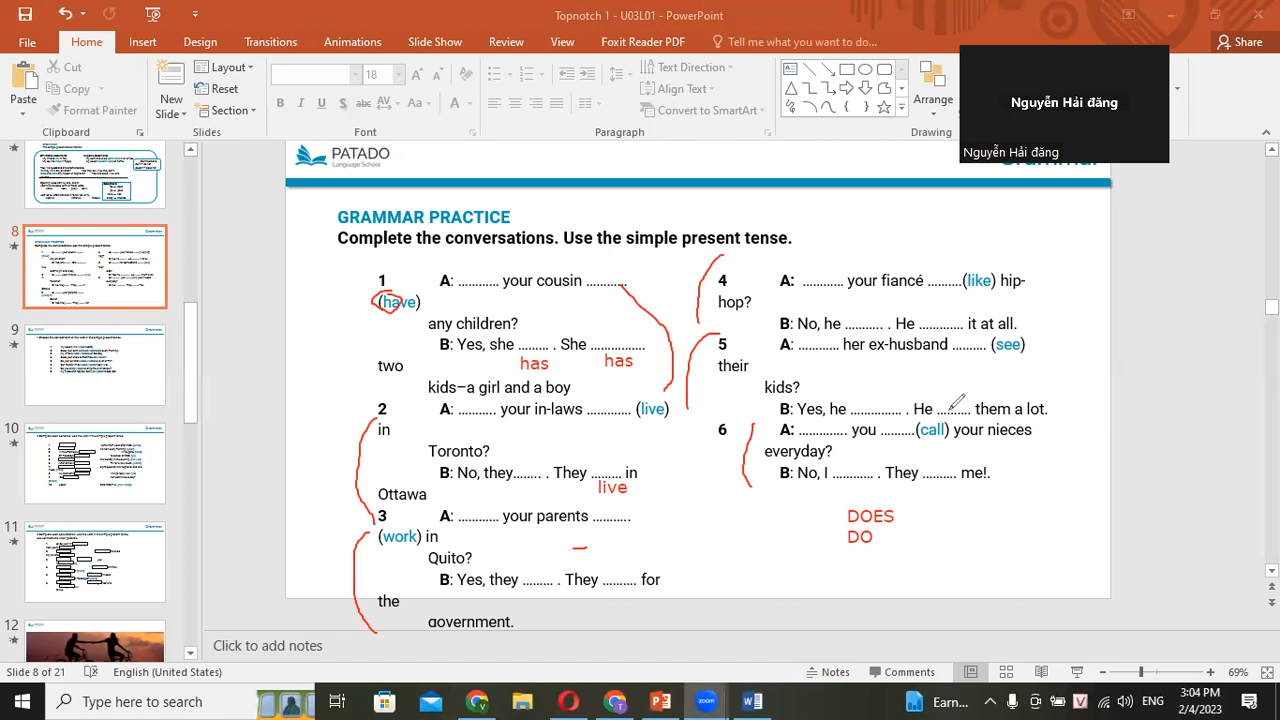 Topnotch 1 - U03L01 - PowerPoint
File Home Insert Design Transitions Animations Slide Show Review View Foxit Reader PDF Tell me what you want to do... Share
Paste
Cut
Copy
Format Painter
Clipboard
New Slide
Layout
Reset
Section
Slides
18
Font
Paragraph
Text Direction
Align Text
Convert to SmartArt
Arrange
Drawing
Nguyễn Hải đăng
Nguyễn Hải đăng
8
9
10
11
12
PATADO
Language School
Grammar
GRAMMAR PRACTICE
Complete the conversations. Use the simple present tense.
1 A: ………… your cousin ………..
(have)
any children?
B: Yes, she ……… . She …………….
has has
two
kids–a girl and a boy
2 A: ……….. your in-laws …………. (live)
in
Toronto?
B: No, they…….. . They ……… in
live
Ottawa
3 A: ………… your parents ………..
(work) in
Quito?
B: Yes, they ……… . They ………. for
the
government.
4 A: ………… your fiancé ……….(like) hip-
hop?
B: No, he ……….. . He …………. it at all.
5 A: ………… her ex-husband ………. (see)
their
kids?
B: Yes, he …………… . He ………. them a lot.
6 A: ………….. you ……….(call) your nieces
everyday?
B: No, I ………… . They ………. me!.
DOES
DO
Click to add notes
Slide 8 of 21 English (United States) Notes Comments 69%
Type here to search
Earn... ENG
3:04 PM
2/4/2023